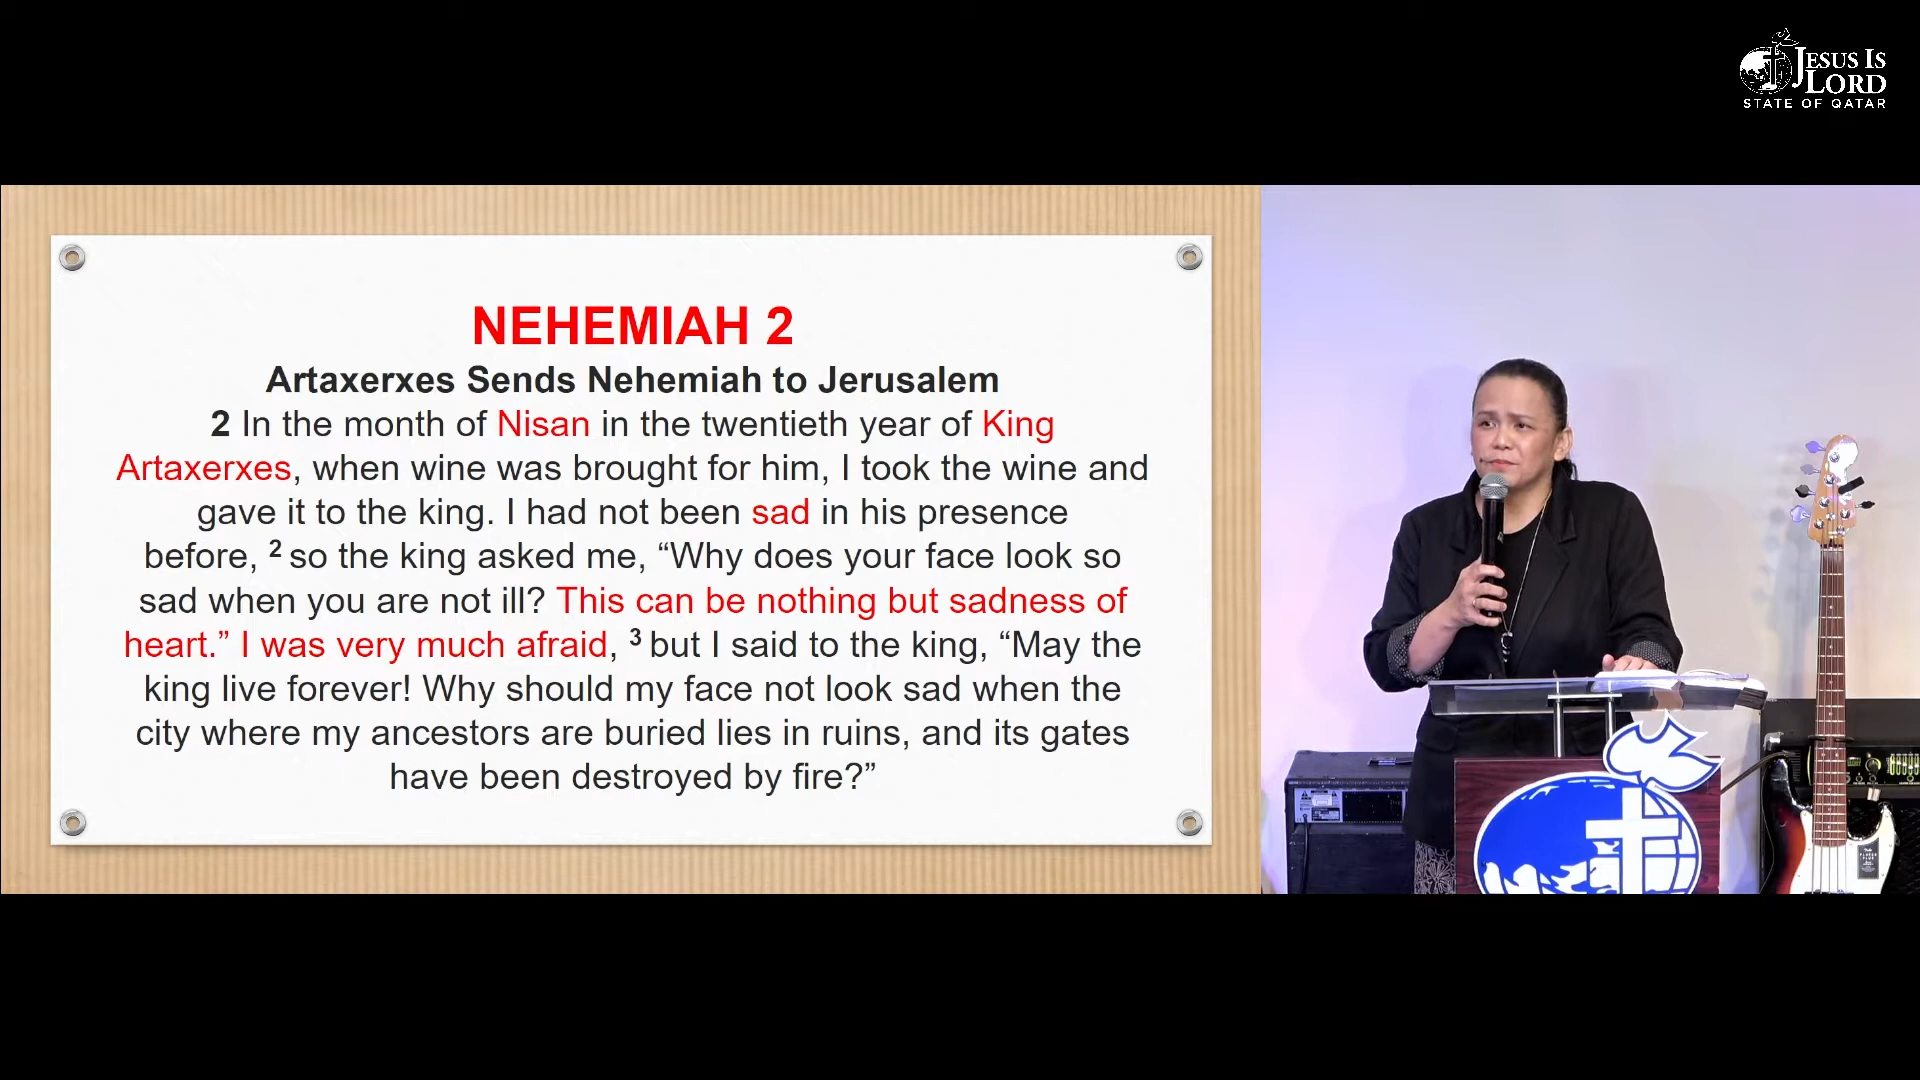 JESUS IS
LORD
STATE OF QATAR
NEHEMIAH 2
Artaxerxes Sends Nehemiah to Jerusalem
2 In the month of Nisan in the twentieth year of King
Artaxerxes, when wine was brought for him, I took the wine and
gave it to the king. I had not been sad in his presence
before, 2 so the king asked me, “Why does your face look so
sad when you are not ill? This can be nothing but sadness of
heart.” I was very much afraid, 3 but I said to the king, “May the
king live forever! Why should my face not look sad when the
city where my ancestors are buried lies in ruins, and its gates
have been destroyed by fire?”